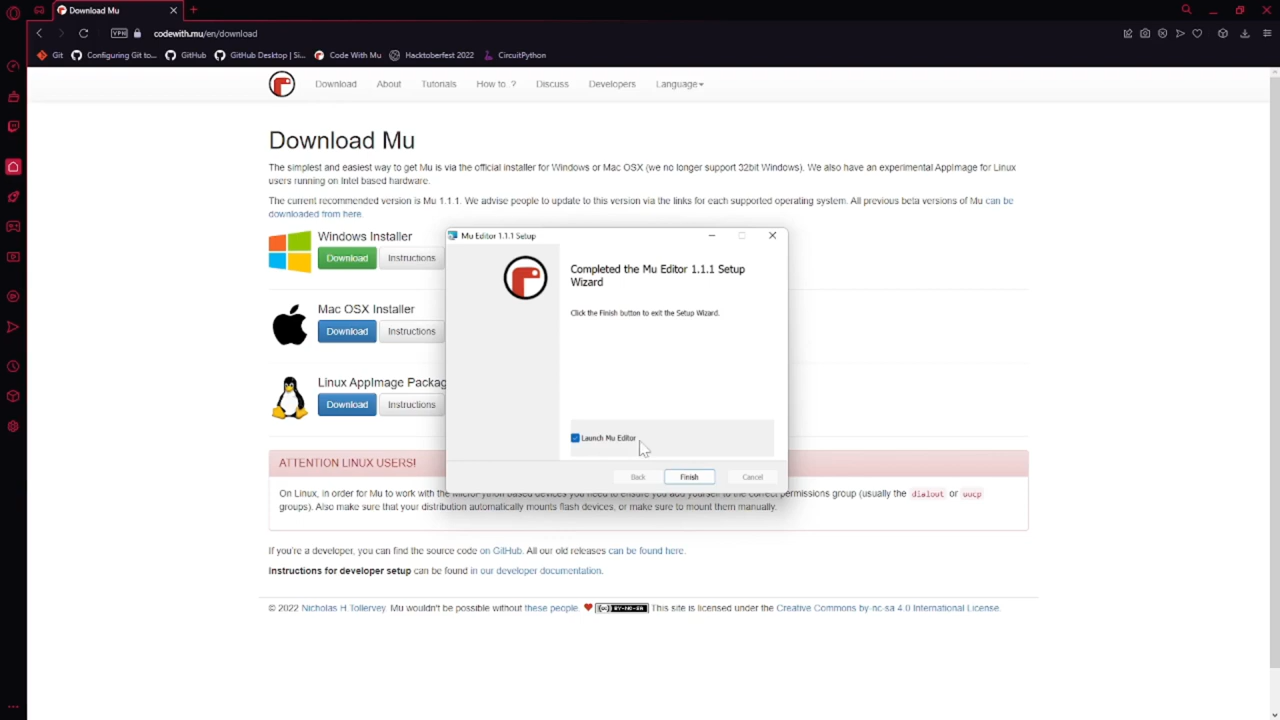 Download Mu
VPN codewith.mu/en/download
Git Configuring Git to... GitHub GitHub Desktop | Si... Code With Mu Hacktoberfest 2022 CircuitPython
Download About Tutorials How to..? Discuss Developers Language
Download Mu
The simplest and easiest way to get Mu is via the official installer for Windows or Mac OSX (we no longer support 32bit Windows). We also have an experimental AppImage for Linux
users running on Intel based hardware.
The current recommended version is Mu 1.1.1. We advise people to update to this version via the links for each supported operating system. All previous beta versions of Mu can be
downloaded from here.
Windows Installer
Download Instructions
Mac OSX Installer
Download Instructions
Linux AppImage Packag
Download Instructions
Mu Editor 1.1.1 Setup
Completed the Mu Editor 1.1.1 Setup
Wizard
Click the Finish button to exit the Setup Wizard.
Launch Mu Editor
Back Finish Cancel
ATTENTION LINUX USERS!
On Linux, in order for Mu to work with the MicroPython based devices you need to ensure you add yourself to the correct permissions group (usually the dialout or uucp
groups). Also make sure that your distribution automatically mounts flash devices, or make sure to mount them manually.
If you're a developer, you can find the source code on GitHub. All our old releases can be found here.
Instructions for developer setup can be found in our developer documentation.
© 2022 Nicholas H.Tollervey. Mu wouldn't be possible without these people. (cc) BY-NC-SA This site is licensed under the Creative Commons by-nc-sa 4.0 International License.